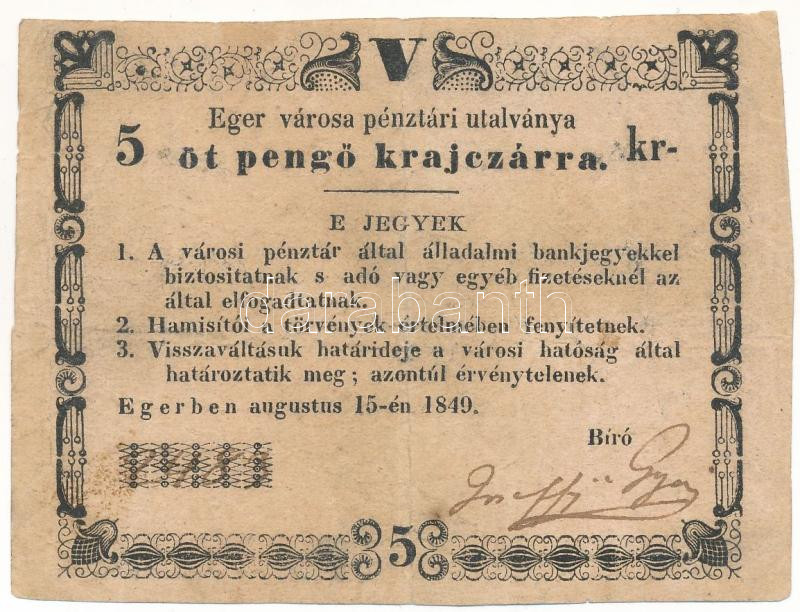 V
Eger városa pénztári utalványa
5 öt pengő krajczárra. kr-
E JEGYEK
1. A városi pénztár által álladalmi bankjegyekkel
biztositatnak s adó vagy egyéb fizetéseknél az
által elfogadtatnak.
2. Hamisítói a törvények értelmében fenyítetnek.
3. Visszaváltásuk határideje a városi hatóság által
határoztatik meg; azontúl érvénytelenek.
Egerben augustus 15-én 1849.
Bíró
5
darabanth